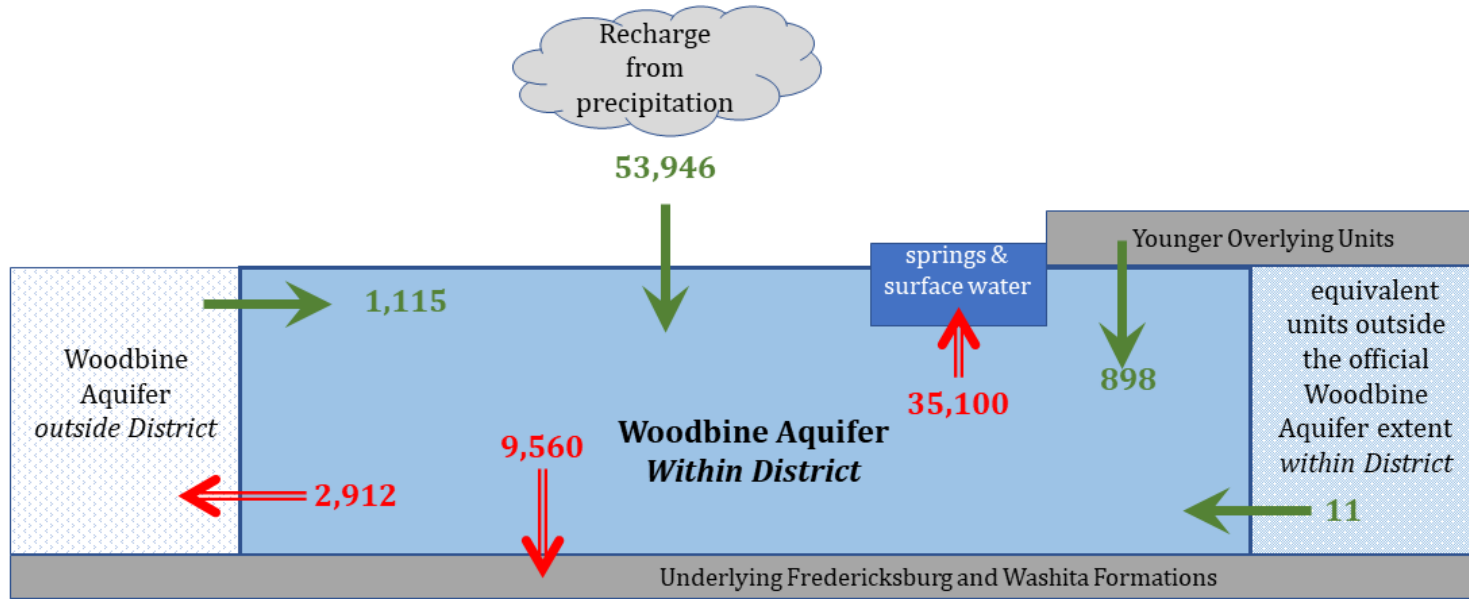 Recharge
from
precipitation
53,946
Younger Overlying Units
springs &
surface water
1,115
898
35,100
Woodbine
Aquifer
outside District
2,912
9,560
Woodbine Aquifer
Within District
equivalent
units outside
the official
Woodbine
Aquifer extent
within District
11
Underlying Fredericksburg and Washita Formations